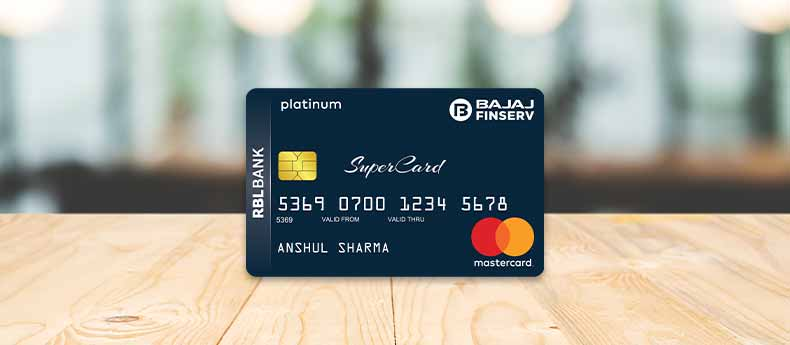 platinum
BAJAJ
FINSERV
RBL BANK
SuperCard
5369 0700 1234 5678
5369 VALID FROM VALID THRU
ANSHUL SHARMA
mastercard